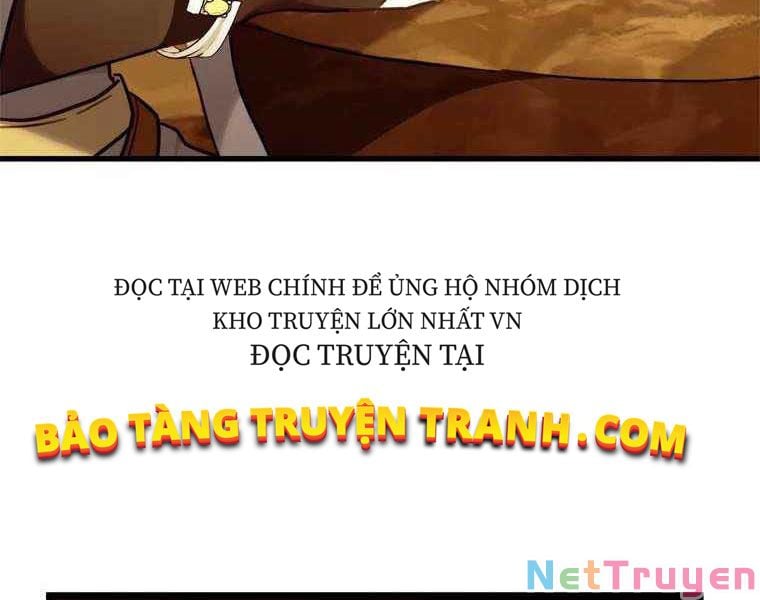 ĐỌC TẠI WEB CHÍNH ĐỂ ỦNG HỘ NHÓM DỊCH
KHO TRUYỆN LỚN NHẤT VN
ĐỌC TRUYỆN TẠI
BẢO TÀNG TRUYỆN TRANH.COM
NetTruyen